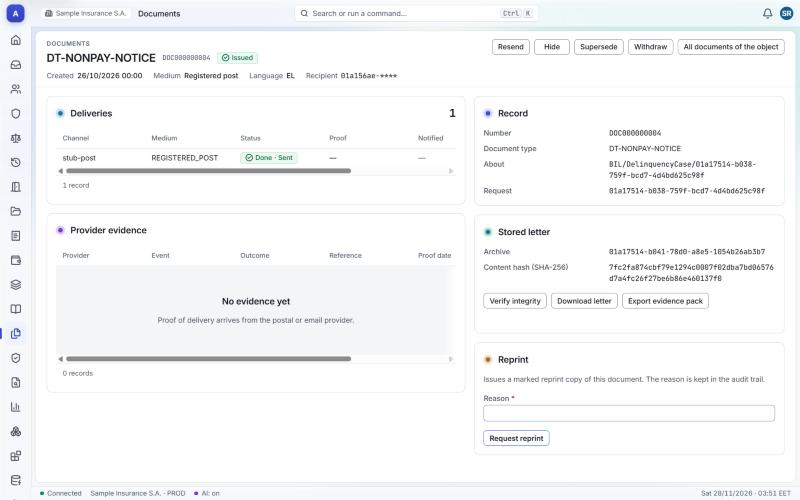 A
Sample Insurance S.A.
Documents
Search or run a command...
Ctrl K
SR
DOCUMENTS
DT-NONPAY-NOTICE DOC000000004 Issued
Created 26/10/2026 00:00 Medium Registered post Language EL Recipient 01a156ae-****
Resend
Hide
Supersede
Withdraw
All documents of the object
Deliveries
1
Channel Medium Status Proof Notified
stub-post REGISTERED_POST Done · Sent — —
1 record
Provider evidence
Provider Event Outcome Reference Proof date
No evidence yet
Proof of delivery arrives from the postal or email provider.
0 records
Record
Number DOC000000004
Document type DT-NONPAY-NOTICE
About BIL/DelinquencyCase/01a17514-b038-
759f-bcd7-4d4bd625c98f
Request 01a17514-b038-759f-bcd7-4d4bd625c98f
Stored letter
Archive 01a17514-b041-78d0-a8e5-1054b26ab3b7
Content hash (SHA-256) 7fc2fa874cbf79e1294c0007f02dba7bd06576
d7a4fc26f27be6b86e460137f0
Verify integrity
Download letter
Export evidence pack
Reprint
Issues a marked reprint copy of this document. The reason is kept in the audit trail.
Reason *
Request reprint
Connected Sample Insurance S.A. · PROD AI: on
Sat 28/11/2026 · 03:51 EET